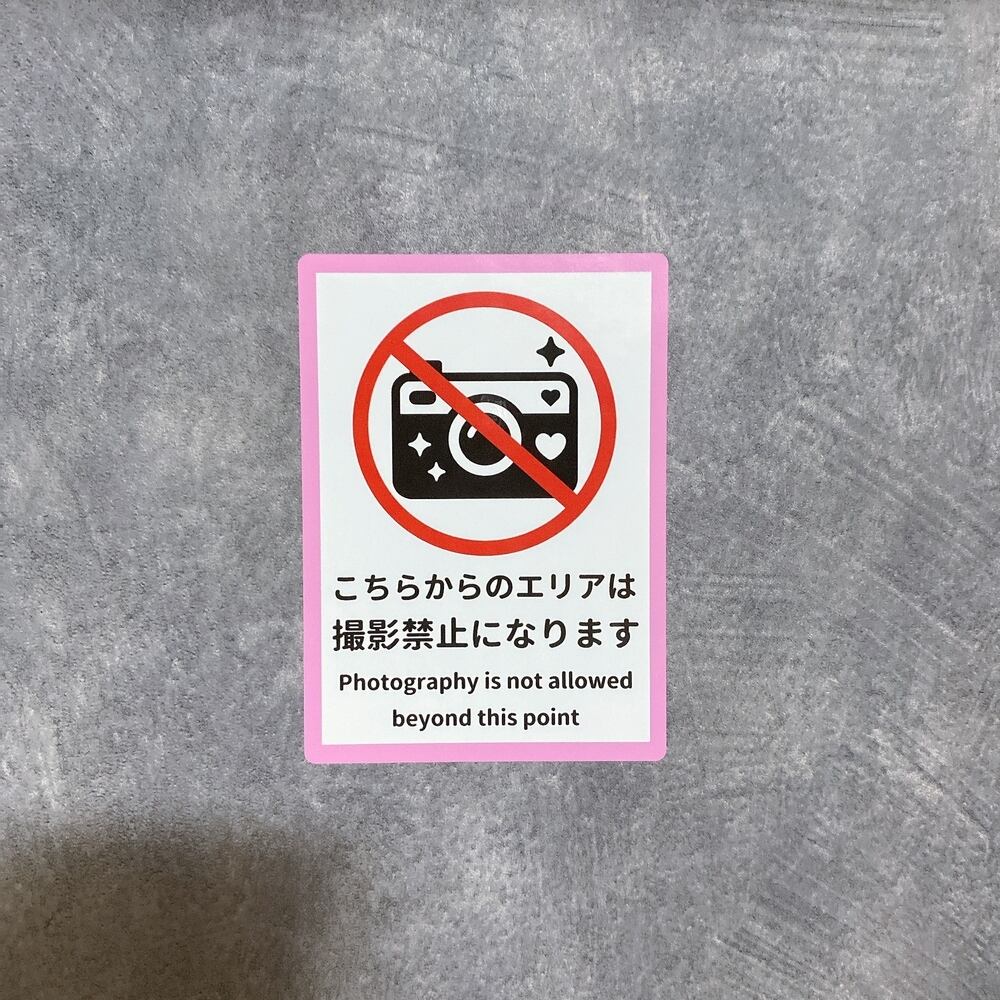 こちらからのエリアは
撮影禁止になります
Photography is not allowed
beyond this point